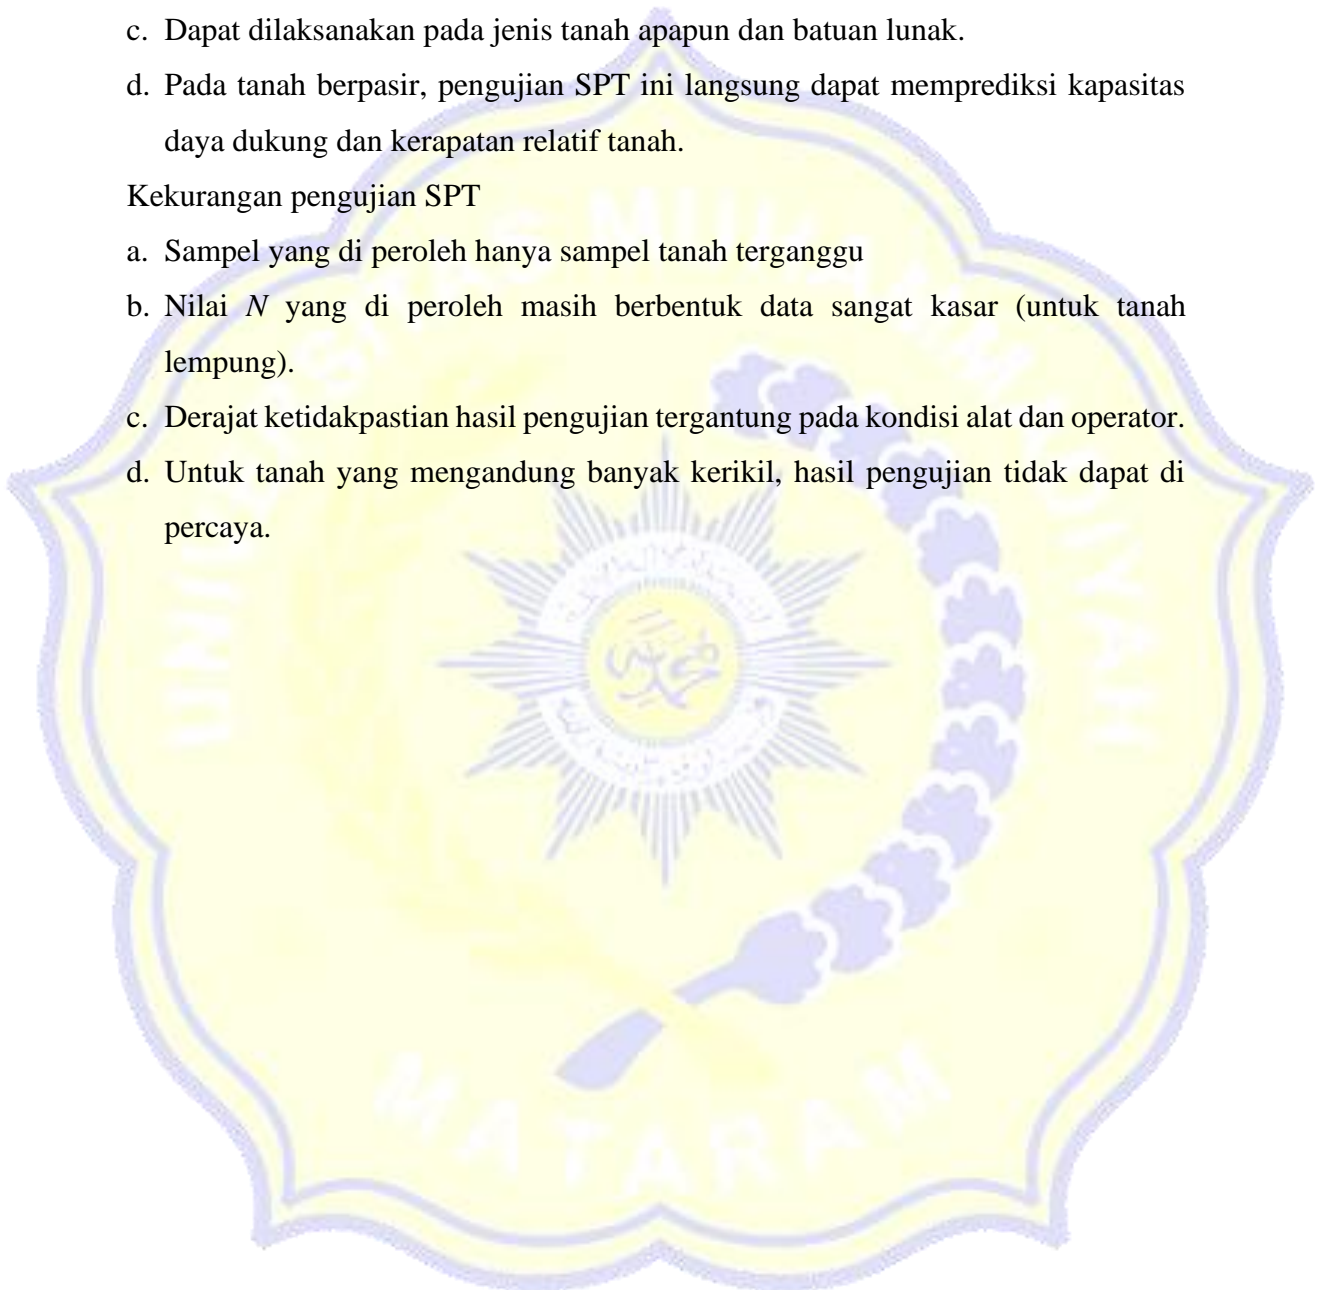 c. Dapat dilaksanakan pada jenis tanah apapun dan batuan lunak.
d. Pada tanah berpasir, pengujian SPT ini langsung dapat memprediksi kapasitas
daya dukung dan kerapatan relatif tanah.
Kekurangan pengujian SPT
a. Sampel yang di peroleh hanya sampel tanah terganggu
b. Nilai N yang di peroleh masih berbentuk data sangat kasar (untuk tanah
lempung).
c. Derajat ketidakpastian hasil pengujian tergantung pada kondisi alat dan operator.
d. Untuk tanah yang mengandung banyak kerikil, hasil pengujian tidak dapat di
percaya.
UNIVERSITAS MUHAMMADIYAH
MATARAM